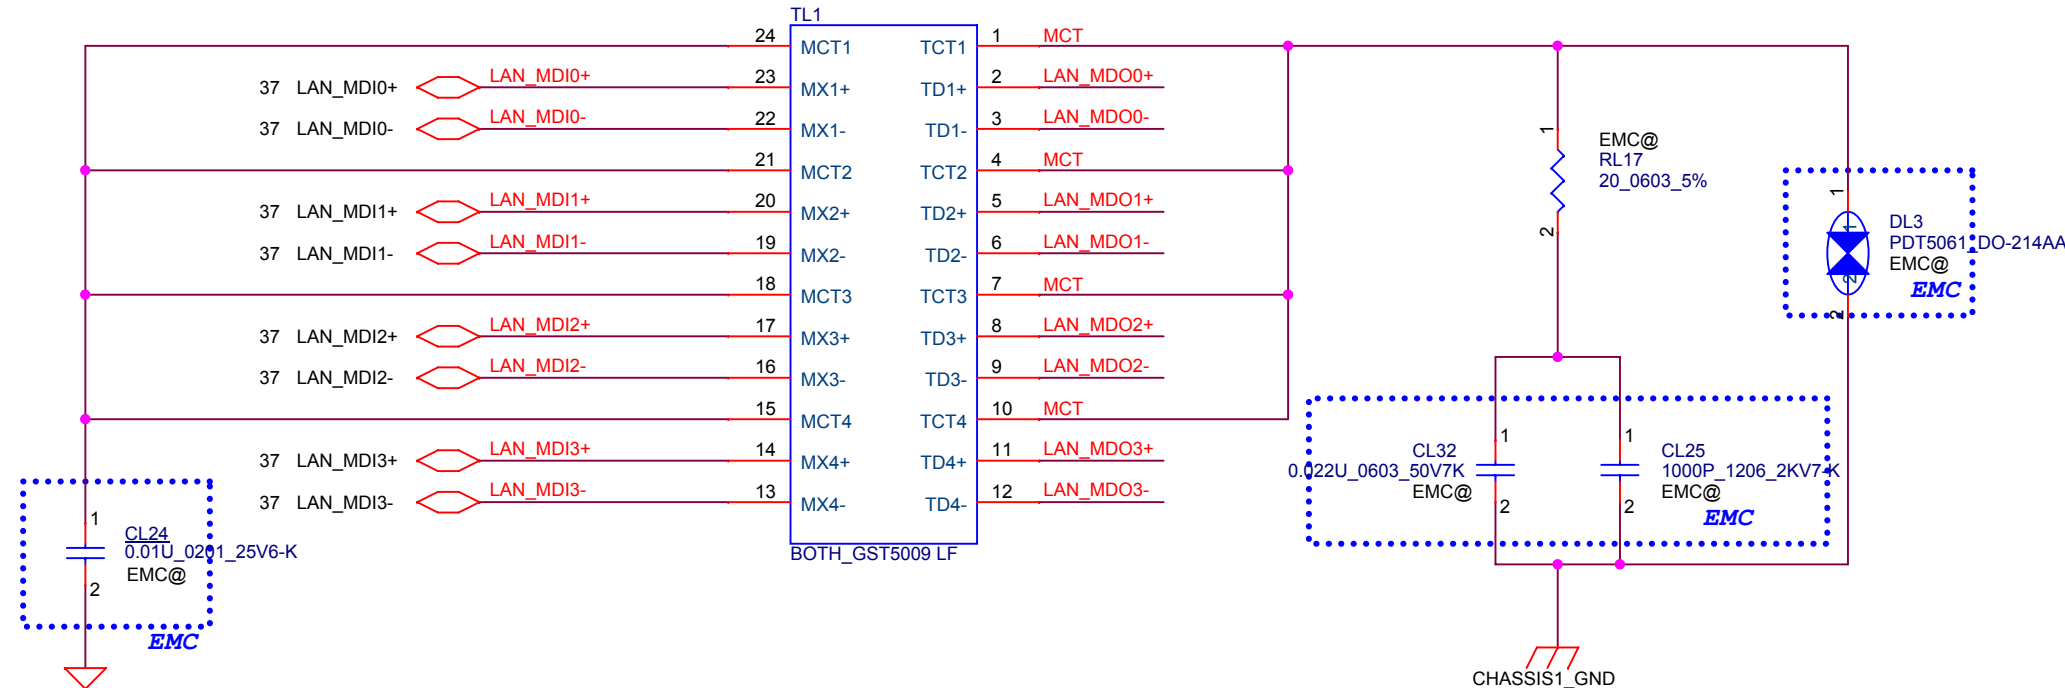 TL1
24 MCT1 TCT1 1 MCT
37 LAN_MDI0+ LAN_MDI0+ 23 MX1+ TD1+ 2 LAN_MDO0+
37 LAN_MDI0- LAN_MDI0- 22 MX1- TD1- 3 LAN_MDO0-
21 MCT2 TCT2 4 MCT
37 LAN_MDI1+ LAN_MDI1+ 20 MX2+ TD2+ 5 LAN_MDO1+
37 LAN_MDI1- LAN_MDI1- 19 MX2- TD2- 6 LAN_MDO1-
18 MCT3 TCT3 7 MCT
37 LAN_MDI2+ LAN_MDI2+ 17 MX3+ TD3+ 8 LAN_MDO2+
37 LAN_MDI2- LAN_MDI2- 16 MX3- TD3- 9 LAN_MDO2-
15 MCT4 TCT4 10 MCT
37 LAN_MDI3+ LAN_MDI3+ 14 MX4+ TD4+ 11 LAN_MDO3+
37 LAN_MDI3- LAN_MDI3- 13 MX4- TD4- 12 LAN_MDO3-
BOTH_GST5009 LF
1
CL24
0.01U_0201_25V6-K
EMC@
2
EMC
1
EMC@
RL17
20_0603_5%
2
1
1
DL3
PDT5061_DO-214AA
EMC@
2
EMC
2
1
CL32
0.022U_0603_50V7K
EMC@
2
1
CL25
1000P_1206_2KV7-K
EMC@
2
EMC
CHASSIS1_GND